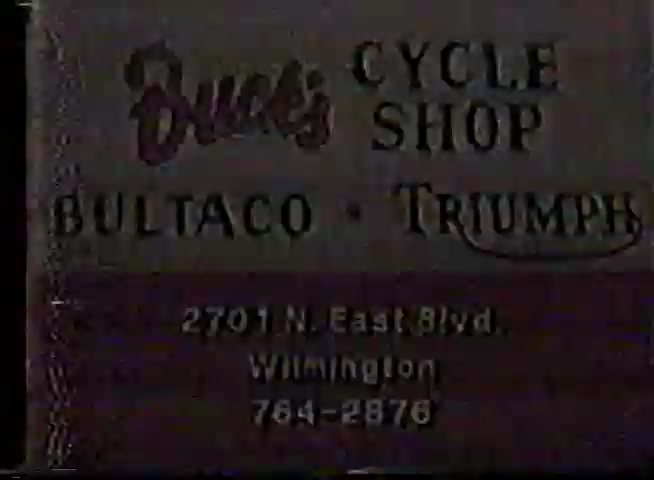 Buck's CYCLE
SHOP
BULTACO • TRIUMPH
2701 N. East Blvd.
Wilmington
764-2876